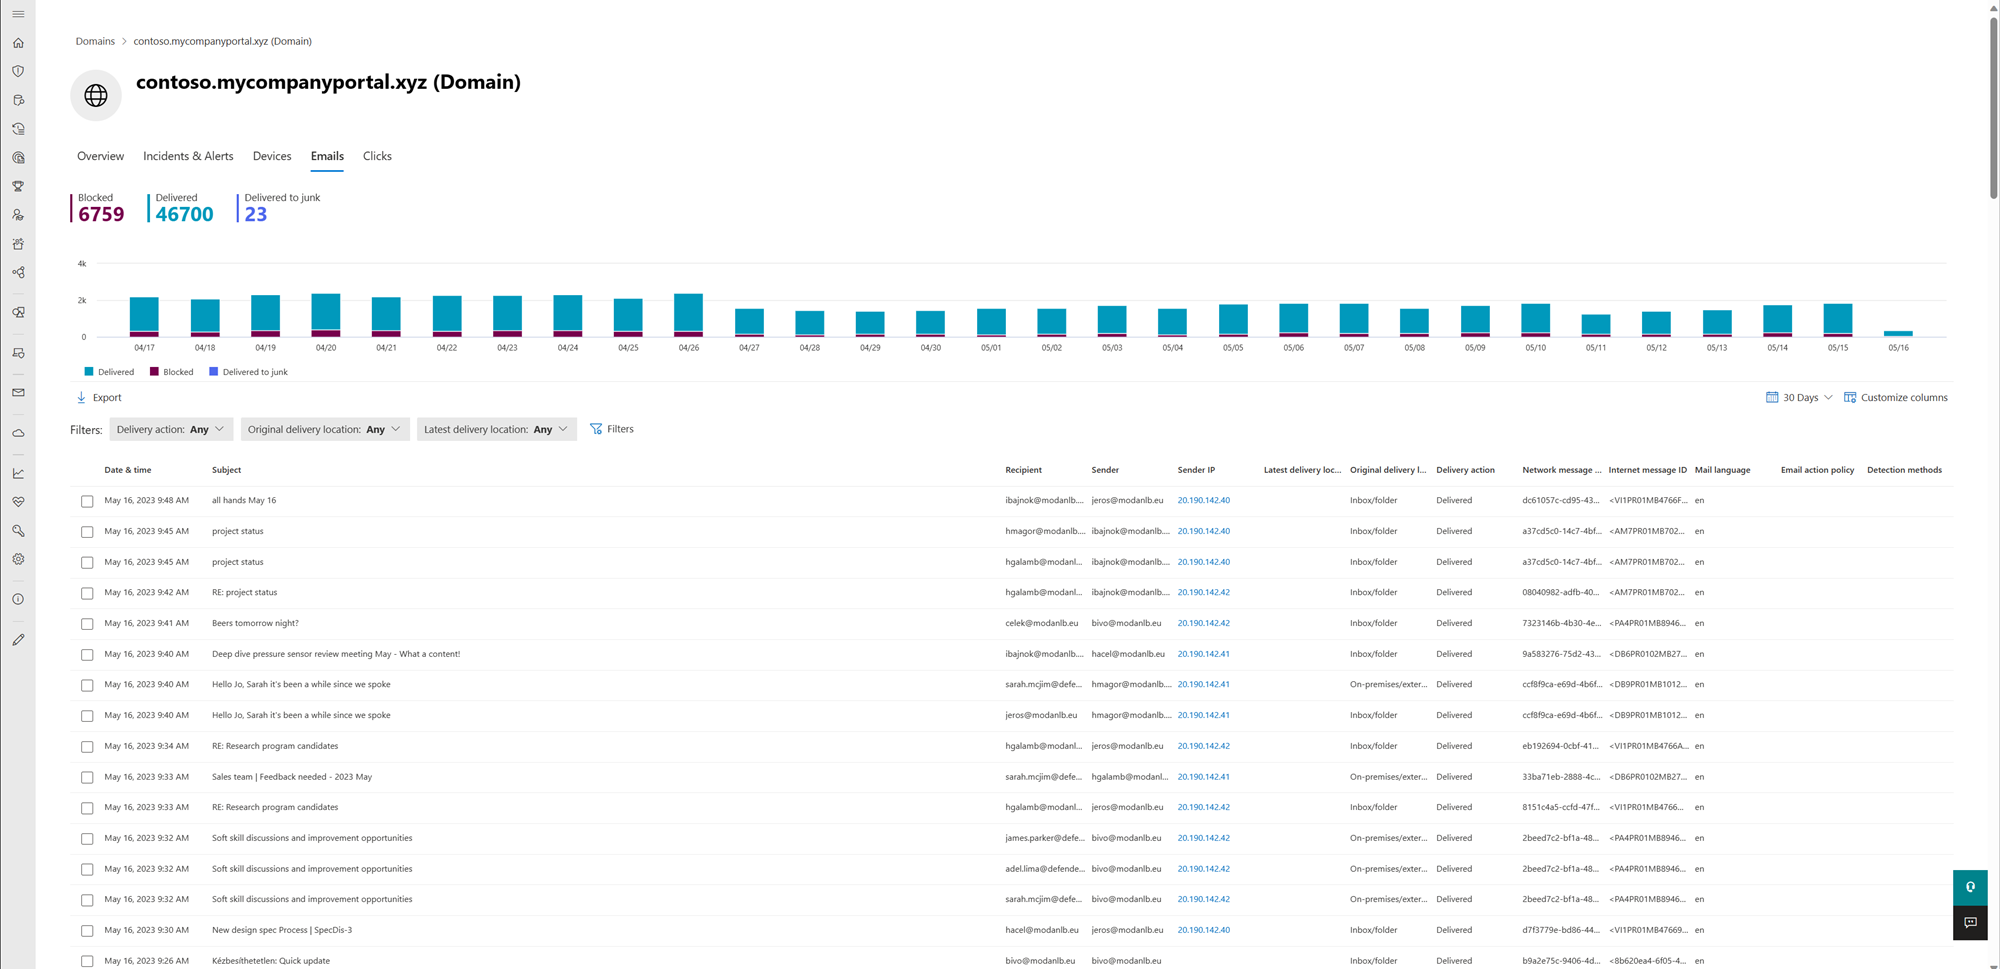 Domains > contoso.mycompanyportal.xyz (Domain)
contoso.mycompanyportal.xyz (Domain)
Overview Incidents & Alerts Devices Emails Clicks
Blocked Delivered Delivered to junk
6759 46700 23
4k
2k
0
04/17 04/18 04/19 04/20 04/21 04/22 04/23 04/24 04/25 04/26 04/27 04/28 04/29 04/30 05/01 05/02 05/03 05/04 05/05 05/06 05/07 05/08 05/09 05/10 05/11 05/12 05/13 05/14 05/15 05/16
Delivered Blocked Delivered to junk
Export 30 Days Customize columns
Filters: Delivery action: Any Original delivery location: Any Latest delivery location: Any Filters
Date & time Subject Recipient Sender Sender IP Latest delivery loc... Original delivery l... Delivery action Network message ... Internet message ID Mail language Email action policy Detection methods
May 16, 2023 9:48 AM all hands May 16 ibajnok@modanlb.... jeros@modanlb.eu 20.190.142.40 Inbox/folder Delivered dc61057c-cd95-43... <VI1PR01MB4766F... en
May 16, 2023 9:45 AM project status hmagor@modanlb.... ibajnok@modanlb.... 20.190.142.40 Inbox/folder Delivered a37cd5c0-14c7-4bf... <AM7PR01MB702... en
May 16, 2023 9:45 AM project status hgalamb@modanl... ibajnok@modanlb.... 20.190.142.40 Inbox/folder Delivered a37cd5c0-14c7-4bf... <AM7PR01MB702... en
May 16, 2023 9:42 AM RE: project status hgalamb@modanl... ibajnok@modanlb.... 20.190.142.42 Inbox/folder Delivered 08040982-adfb-40... <AM7PR01MB702... en
May 16, 2023 9:41 AM Beers tomorrow night? celek@modanlb.eu bivo@modanlb.eu 20.190.142.42 Inbox/folder Delivered 7323146b-4b30-4e... <PA4PR01MB8946... en
May 16, 2023 9:40 AM Deep dive pressure sensor review meeting May - What a content! ibajnok@modanlb.... hacel@modanlb.eu 20.190.142.41 Inbox/folder Delivered 9a583276-75d2-43... <DB6PR0102MB27... en
May 16, 2023 9:40 AM Hello Jo, Sarah it's been a while since we spoke sarah.mcjim@defe... hmagor@modanlb.... 20.190.142.41 On-premises/exter... Delivered ccf8f9ca-e69d-4b6f... <DB9PR01MB1012... en
May 16, 2023 9:40 AM Hello Jo, Sarah it's been a while since we spoke jeros@modanlb.eu hmagor@modanlb.... 20.190.142.41 Inbox/folder Delivered ccf8f9ca-e69d-4b6f... <DB9PR01MB1012... en
May 16, 2023 9:34 AM RE: Research program candidates hgalamb@modanl... jeros@modanlb.eu 20.190.142.42 Inbox/folder Delivered eb192694-0cbf-41... <VI1PR01MB4766A... en
May 16, 2023 9:33 AM Sales team | Feedback needed - 2023 May sarah.mcjim@defe... hgalamb@modanl... 20.190.142.41 On-premises/exter... Delivered 33ba71eb-2888-4c... <DB6PR0102MB27... en
May 16, 2023 9:33 AM RE: Research program candidates hgalamb@modanl... jeros@modanlb.eu 20.190.142.42 Inbox/folder Delivered 8151c4a5-ccfd-47f... <VI1PR01MB4766... en
May 16, 2023 9:32 AM Soft skill discussions and improvement opportunities james.parker@defe... bivo@modanlb.eu 20.190.142.42 On-premises/exter... Delivered 2beed7c2-bf1a-48... <PA4PR01MB8946... en
May 16, 2023 9:32 AM Soft skill discussions and improvement opportunities adel.lima@defende... bivo@modanlb.eu 20.190.142.42 On-premises/exter... Delivered 2beed7c2-bf1a-48... <PA4PR01MB8946... en
May 16, 2023 9:32 AM Soft skill discussions and improvement opportunities sarah.mcjim@defe... bivo@modanlb.eu 20.190.142.42 On-premises/exter... Delivered 2beed7c2-bf1a-48... <PA4PR01MB8946... en
May 16, 2023 9:30 AM New design spec Process | SpecDis-3 hacel@modanlb.eu jeros@modanlb.eu 20.190.142.40 Inbox/folder Delivered d7f3779e-bd86-44... <VI1PR01MB47669... en
May 16, 2023 9:26 AM Kézbesíthetetlen: Quick update bivo@modanlb.eu bivo@modanlb.eu Inbox/folder Delivered b9a2e75c-9406-4d... <8b620ea4-6f05-4... en